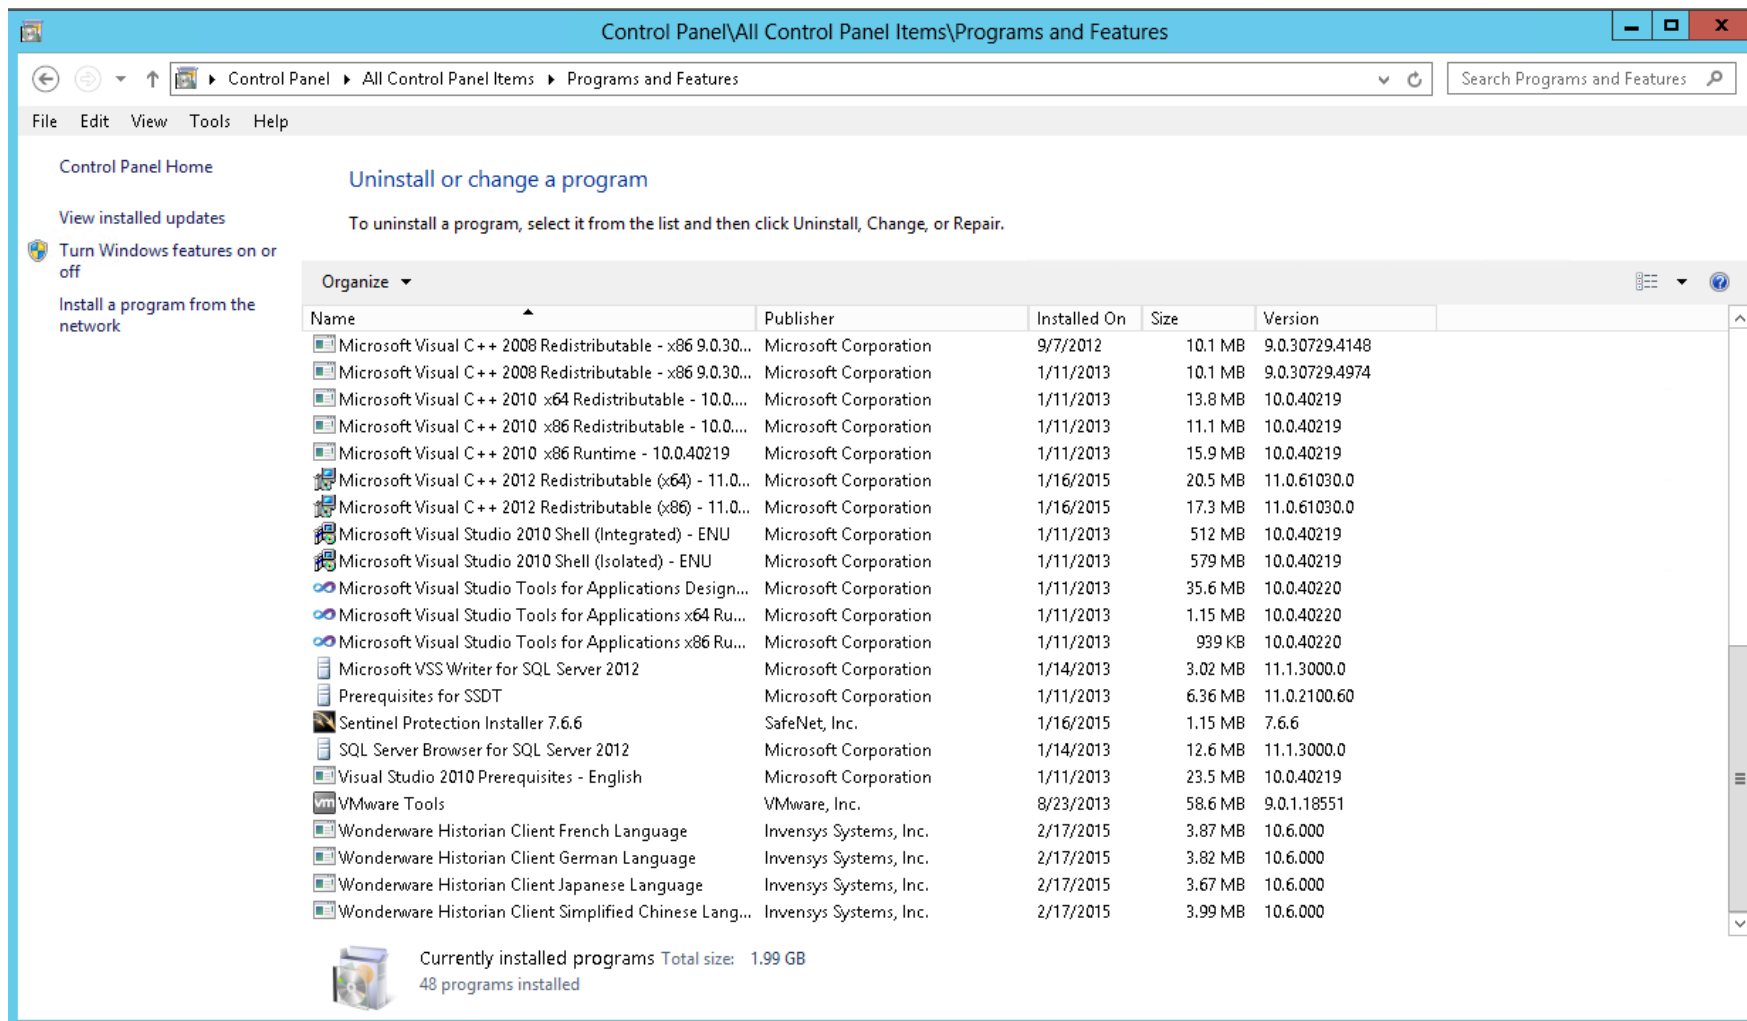 Control Panel\All Control Panel Items\Programs and Features
Control Panel All Control Panel Items Programs and Features Search Programs and Features
File Edit View Tools Help
Control Panel Home
View installed updates
Turn Windows features on or
off
Install a program from the
network
Uninstall or change a program
To uninstall a program, select it from the list and then click Uninstall, Change, or Repair.
Organize
Name Publisher Installed On Size Version
Microsoft Visual C++ 2008 Redistributable - x86 9.0.30... Microsoft Corporation 9/7/2012 10.1 MB 9.0.30729.4148
Microsoft Visual C++ 2008 Redistributable - x86 9.0.30... Microsoft Corporation 1/11/2013 10.1 MB 9.0.30729.4974
Microsoft Visual C++ 2010 x64 Redistributable - 10.0.... Microsoft Corporation 1/11/2013 13.8 MB 10.0.40219
Microsoft Visual C++ 2010 x86 Redistributable - 10.0.... Microsoft Corporation 1/11/2013 11.1 MB 10.0.40219
Microsoft Visual C++ 2010 x86 Runtime - 10.0.40219 Microsoft Corporation 1/11/2013 15.9 MB 10.0.40219
Microsoft Visual C++ 2012 Redistributable (x64) - 11.0... Microsoft Corporation 1/16/2015 20.5 MB 11.0.61030.0
Microsoft Visual C++ 2012 Redistributable (x86) - 11.0... Microsoft Corporation 1/16/2015 17.3 MB 11.0.61030.0
Microsoft Visual Studio 2010 Shell (Integrated) - ENU Microsoft Corporation 1/11/2013 512 MB 10.0.40219
Microsoft Visual Studio 2010 Shell (Isolated) - ENU Microsoft Corporation 1/11/2013 579 MB 10.0.40219
Microsoft Visual Studio Tools for Applications Design... Microsoft Corporation 1/11/2013 35.6 MB 10.0.40220
Microsoft Visual Studio Tools for Applications x64 Ru... Microsoft Corporation 1/11/2013 1.15 MB 10.0.40220
Microsoft Visual Studio Tools for Applications x86 Ru... Microsoft Corporation 1/11/2013 939 KB 10.0.40220
Microsoft VSS Writer for SQL Server 2012 Microsoft Corporation 1/14/2013 3.02 MB 11.1.3000.0
Prerequisites for SSDT Microsoft Corporation 1/11/2013 6.36 MB 11.0.2100.60
Sentinel Protection Installer 7.6.6 SafeNet, Inc. 1/16/2015 1.15 MB 7.6.6
SQL Server Browser for SQL Server 2012 Microsoft Corporation 1/14/2013 12.6 MB 11.1.3000.0
Visual Studio 2010 Prerequisites - English Microsoft Corporation 1/11/2013 23.5 MB 10.0.40219
vm VMware Tools VMware, Inc. 8/23/2013 58.6 MB 9.0.1.18551
Wonderware Historian Client French Language Invensys Systems, Inc. 2/17/2015 3.87 MB 10.6.000
Wonderware Historian Client German Language Invensys Systems, Inc. 2/17/2015 3.82 MB 10.6.000
Wonderware Historian Client Japanese Language Invensys Systems, Inc. 2/17/2015 3.67 MB 10.6.000
Wonderware Historian Client Simplified Chinese Lang... Invensys Systems, Inc. 2/17/2015 3.99 MB 10.6.000
Currently installed programs Total size: 1.99 GB
48 programs installed